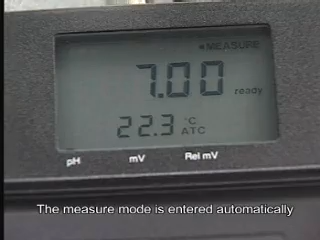 MEASURE
7.00 ready
22.3 °C
ATC
pH mV Rel mV
The measure mode is entered automatically